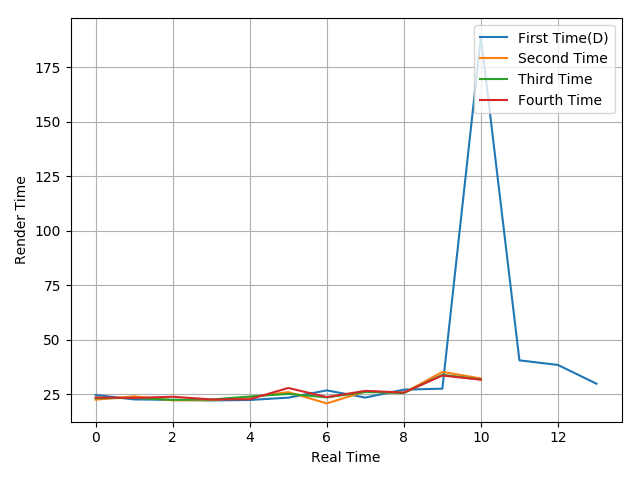 First Time(D)
Second Time
Third Time
Fourth Time
Render Time
175
150
125
100
75
50
25
0 2 4 6 8 10 12
Real Time